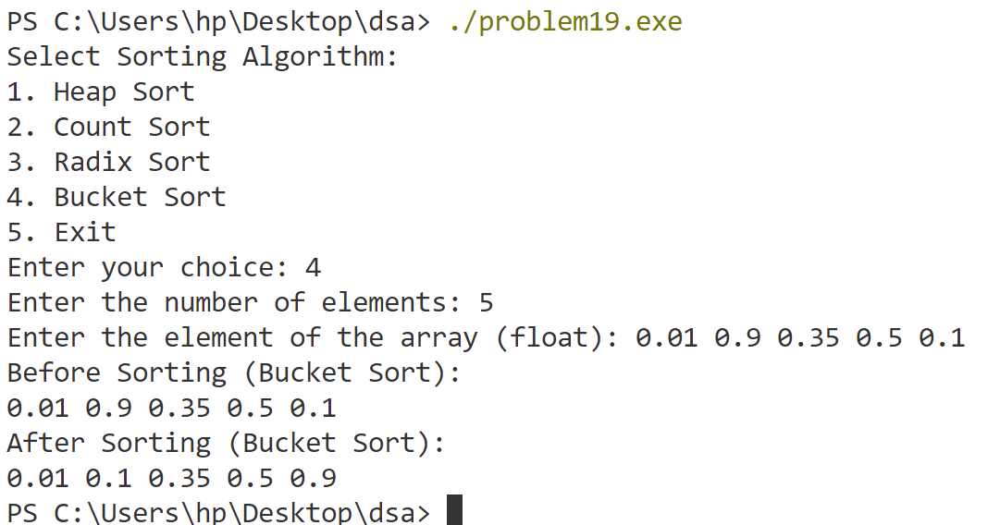 PS C:\Users\hp\Desktop\dsa> ./problem19.exe
Select Sorting Algorithm:
1. Heap Sort
2. Count Sort
3. Radix Sort
4. Bucket Sort
5. Exit
Enter your choice: 4
Enter the number of elements: 5
Enter the element of the array (float): 0.01 0.9 0.35 0.5 0.1
Before Sorting (Bucket Sort):
0.01 0.9 0.35 0.5 0.1
After Sorting (Bucket Sort):
0.01 0.1 0.35 0.5 0.9
PS C:\Users\hp\Desktop\dsa>